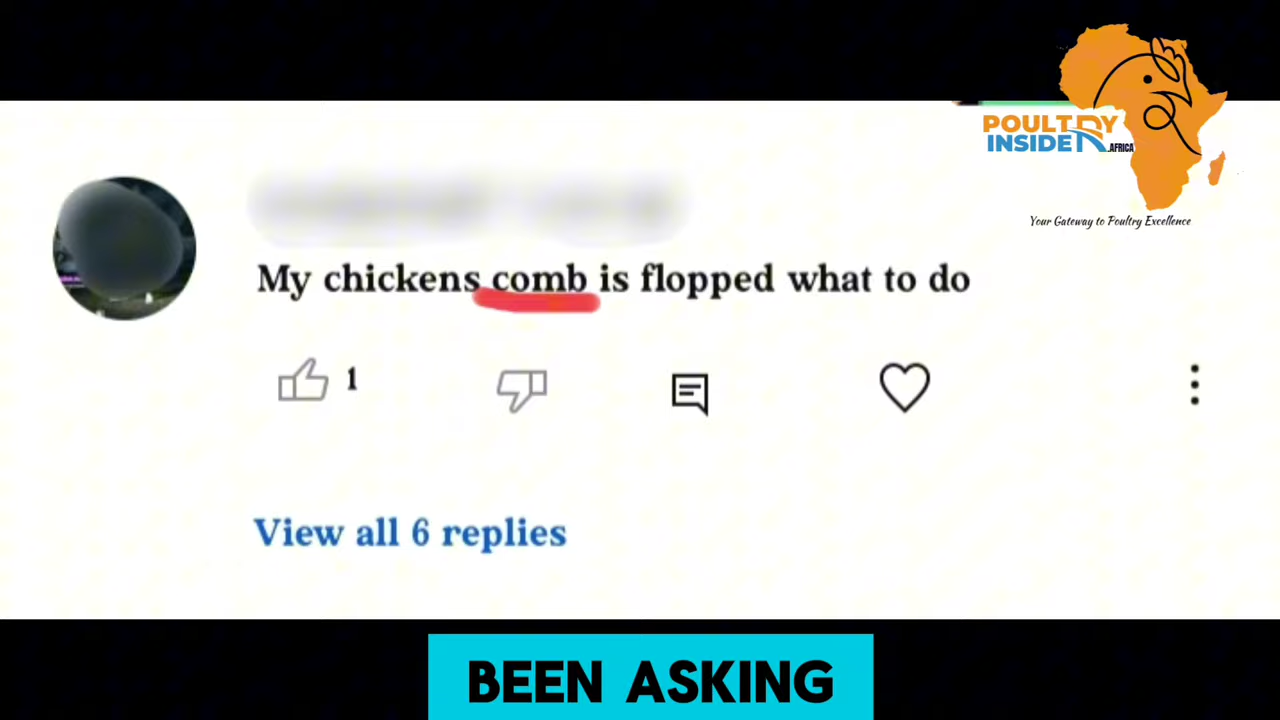 POULTRY
INSIDER
.AFRICA
Your Gateway to Poultry Excellence
My chickens comb is flopped what to do
1
View all 6 replies
BEEN ASKING